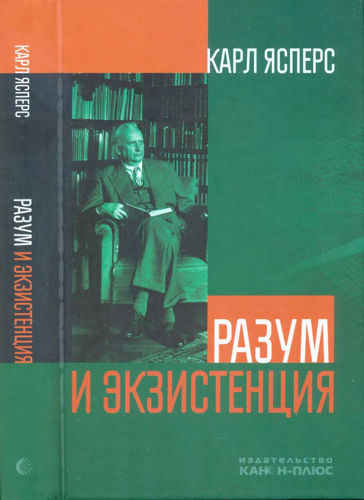 КАРЛ ЯСПЕРС
РАЗУМ И ЭКЗИСТЕНЦИЯ
КАРЛ ЯСПЕРС
РАЗУМ
И ЭКЗИСТЕНЦИЯ
ИЗДАТЕЛЬСТВО
КАНОН-ПЛЮС